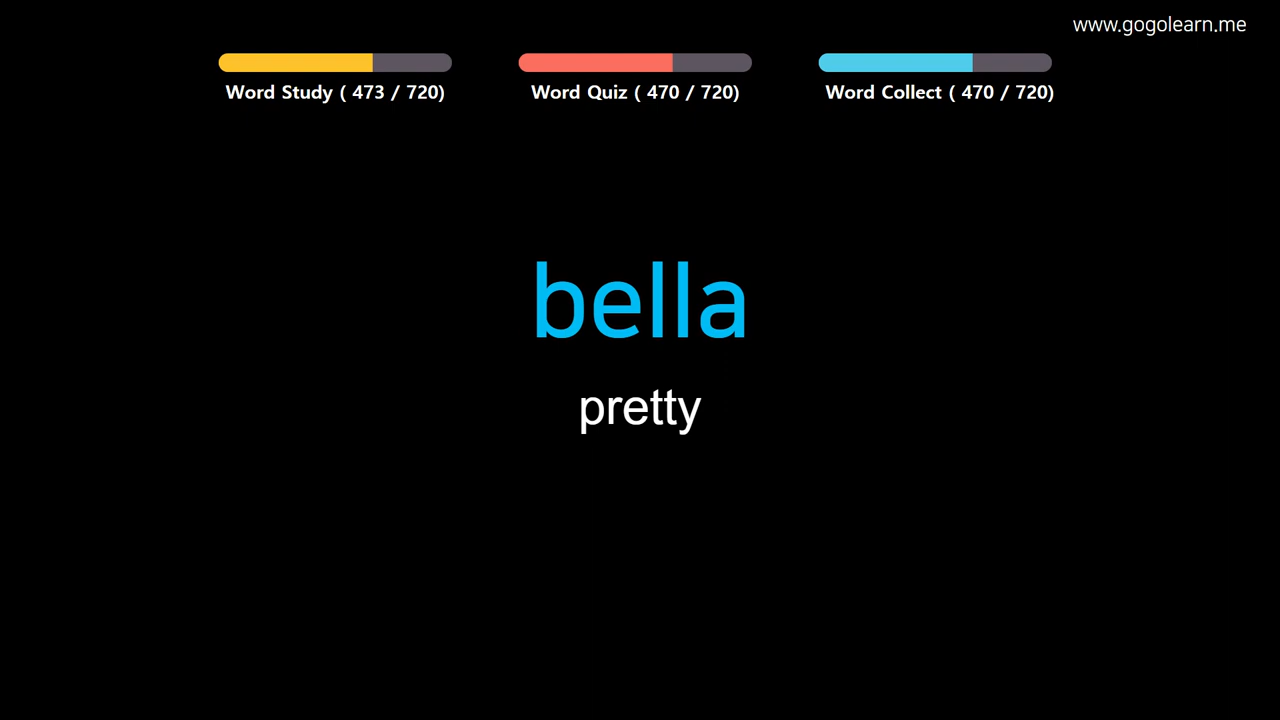 www.gogolearn.me
Word Study ( 473 / 720)
Word Quiz ( 470 / 720)
Word Collect ( 470 / 720)
bella
pretty